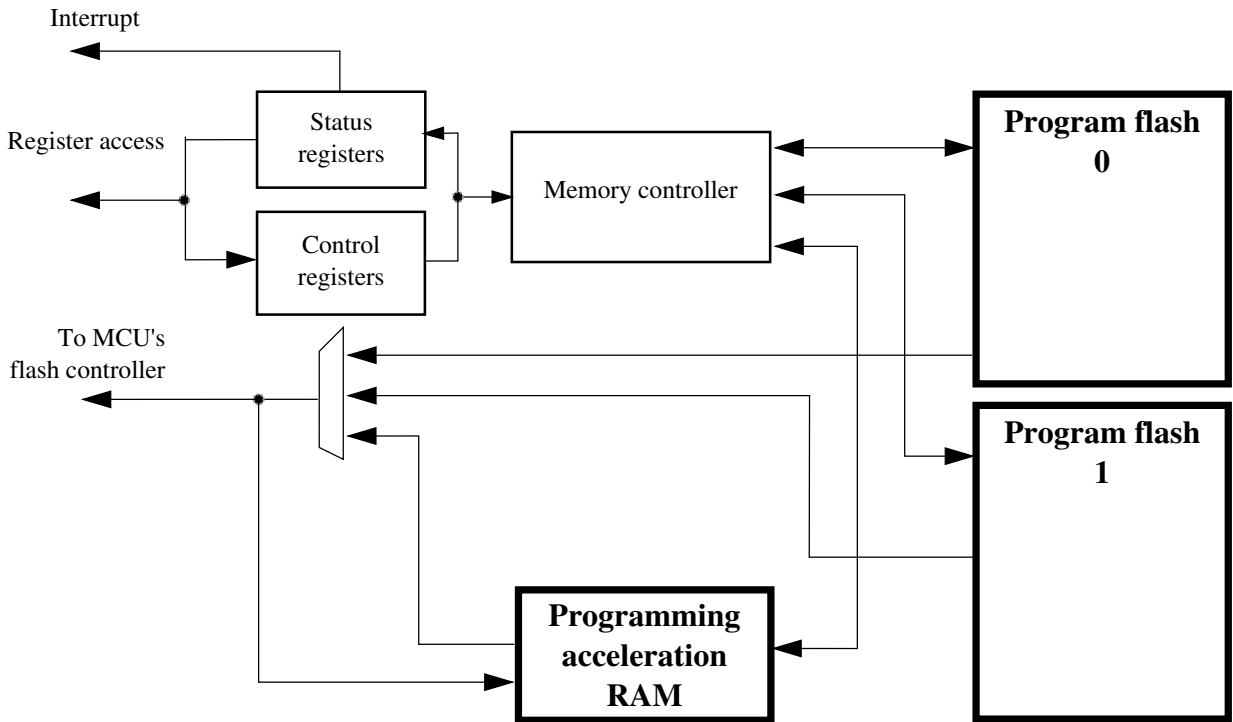 Interrupt
Register access
Status
registers
Control
registers
Memory controller
Program flash
0
To MCU's
flash controller
Program flash
1
Programming
acceleration
RAM